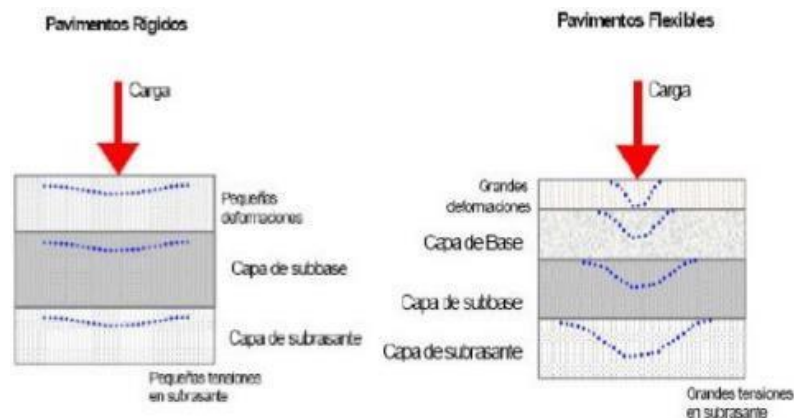 Pavimentos Rígidos
Carga
Pequeñas
deformaciones
Capa de subbase
Capa de subrasante
Pequeñas tensiones
en subrasante
Pavimentos Flexibles
Carga
Grandes
deformaciones
Capa de Base
Capa de subbase
Capa de subrasante
Grandes tensiones
en subrasante